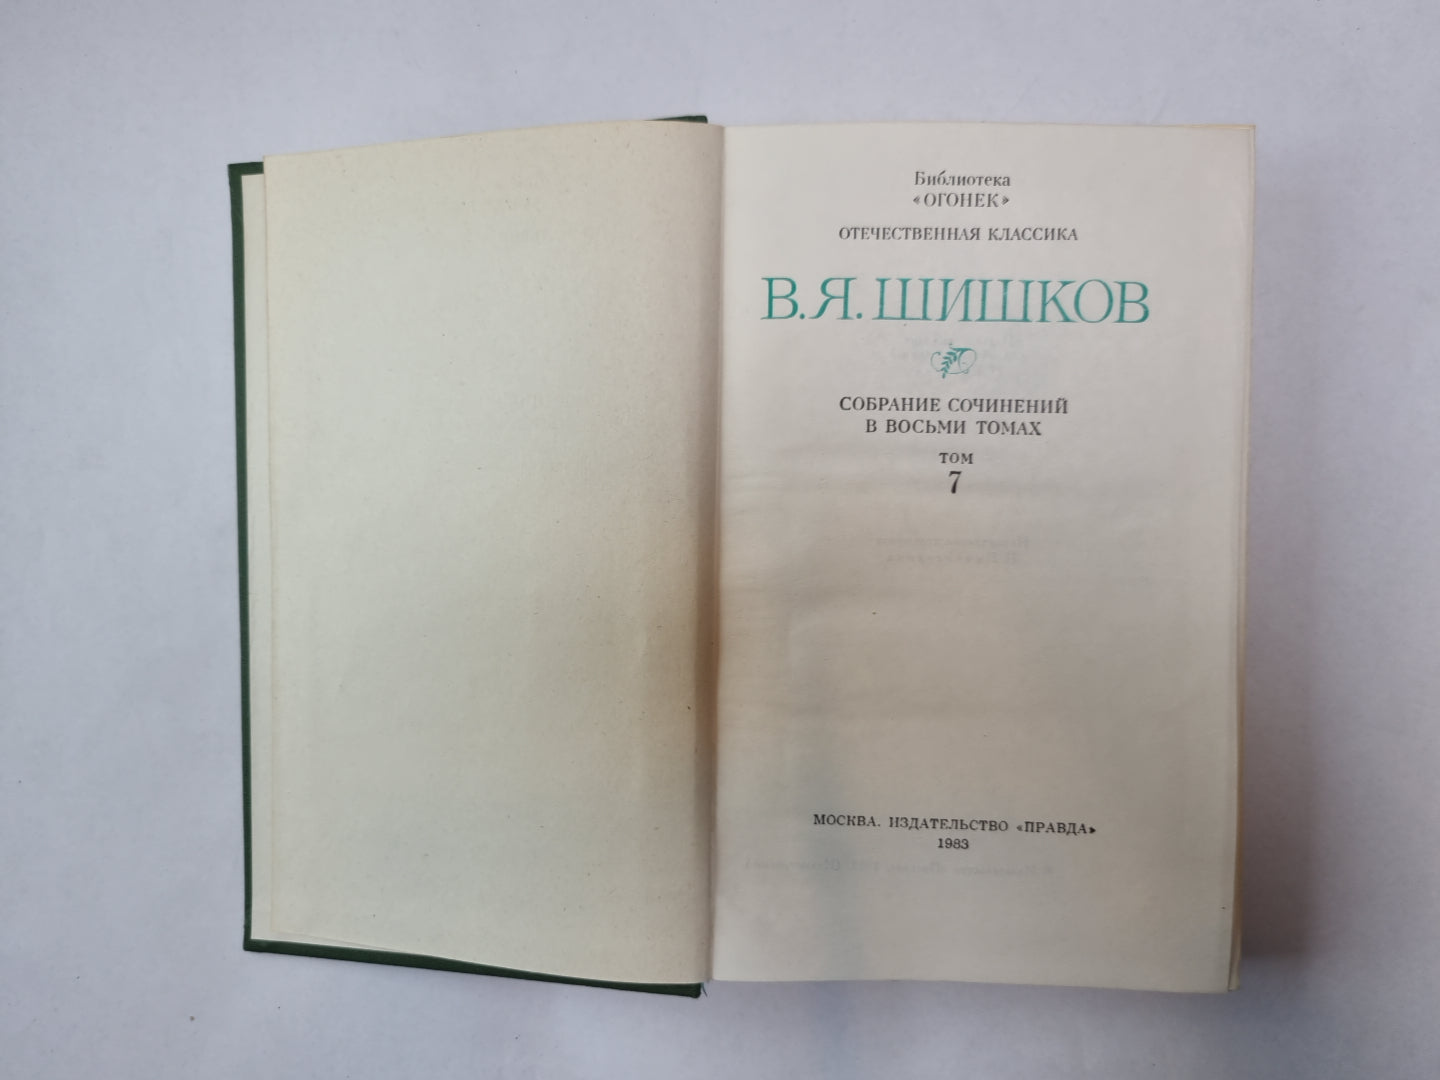 Библиотека
«ОГОНЕК»
ОТЕЧЕСТВЕННАЯ КЛАССИКА
В.Я.ШИШКОВ
СОБРАНИЕ СОЧИНЕНИЙ
В ВОСЬМИ ТОМАХ
ТОМ
7
МОСКВА. ИЗДАТЕЛЬСТВО «ПРАВДА»
1983